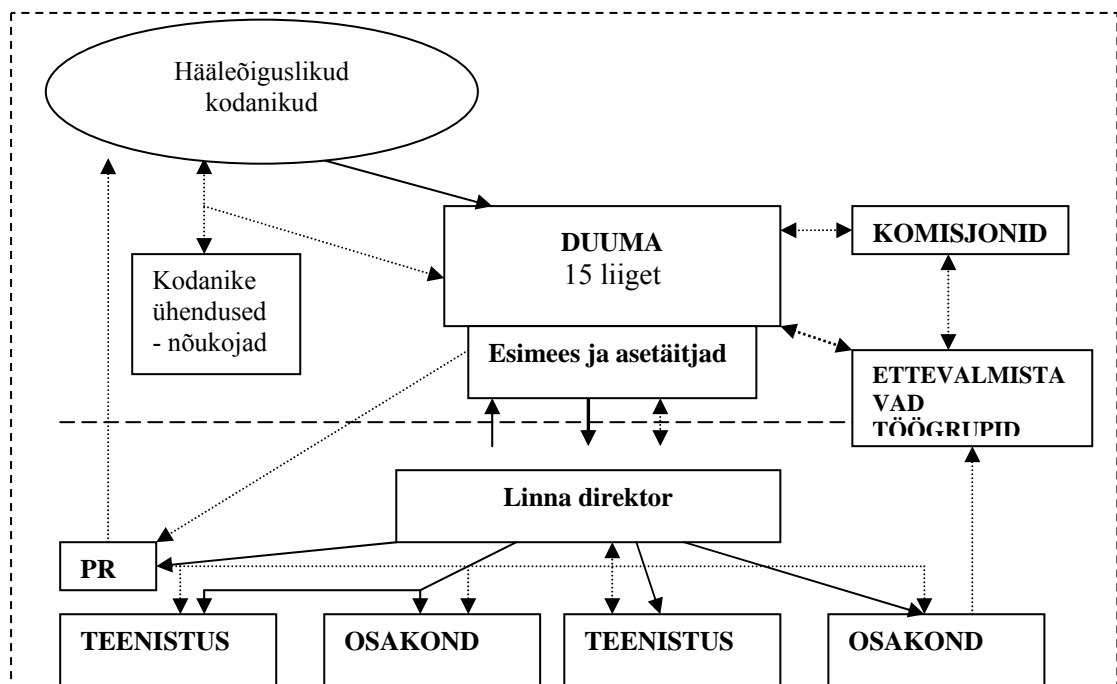 Hääleõiguslikud
kodanikud
DUUMA
15 liiget
KOMISJONID
Kodanike
ühendused
- nõukojad
Esimees ja asetäitjad
ETTEVALMISTA
VAD
TÖÖGRUPID
Linna direktor
PR
TEENISTUS
OSAKOND
TEENISTUS
OSAKOND